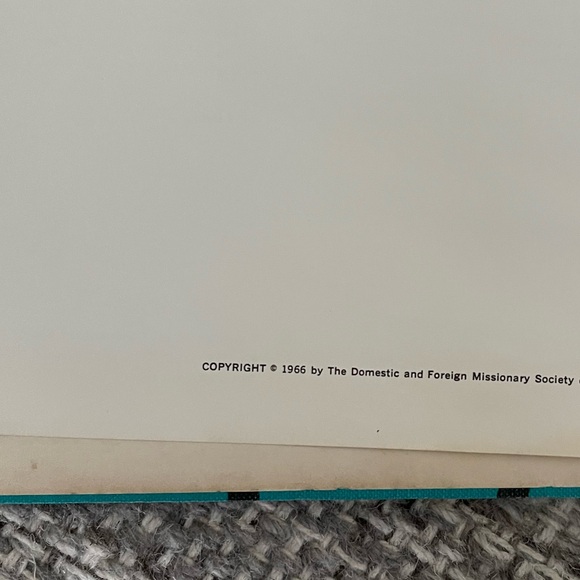 COPYRIGHT © 1966 by The Domestic and Foreign Missionary Society